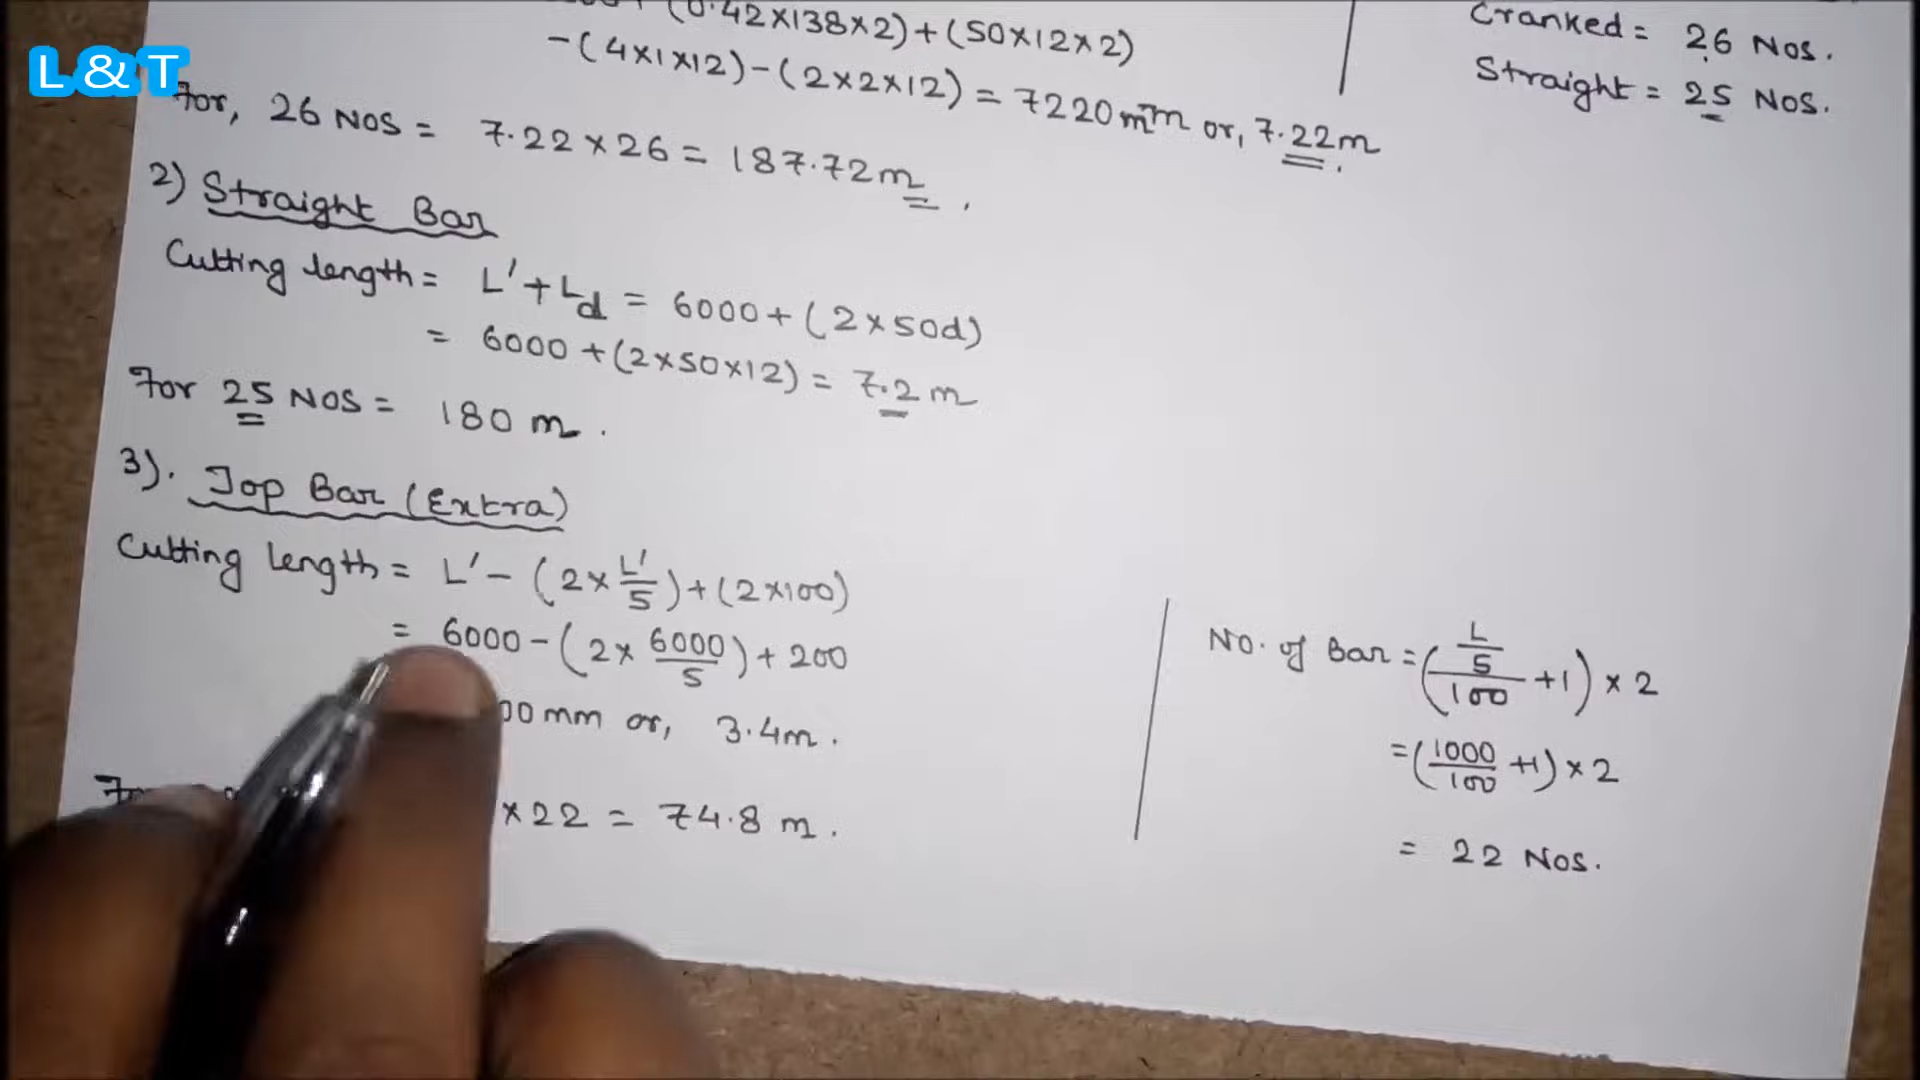 L & T
(0.42×138×2)+(50×12×2)
-(4×1×12)-(2×2×12) = 7220mm or, 7.22m.
Cranked = 26 Nos.
Straight = 25 Nos.
For, 26 NOS = 7.22×26 = 187.72m.
2) Straight Bar
Cutting length = L'+Ld = 6000+(2×50d)
= 6000+(2×50×12) = 7.2 m
For 25 NOS = 180 m.
3). Top Bar (Extra)
Cutting length = L'-(2×L'/5)+(2×100)
= 6000-(2×6000/5)+200
00mm or, 3.4m.
×22 = 74.8 m.
No. of Bar = (L/5/100+1)×2
=(1000/100+1)×2
= 22 Nos.